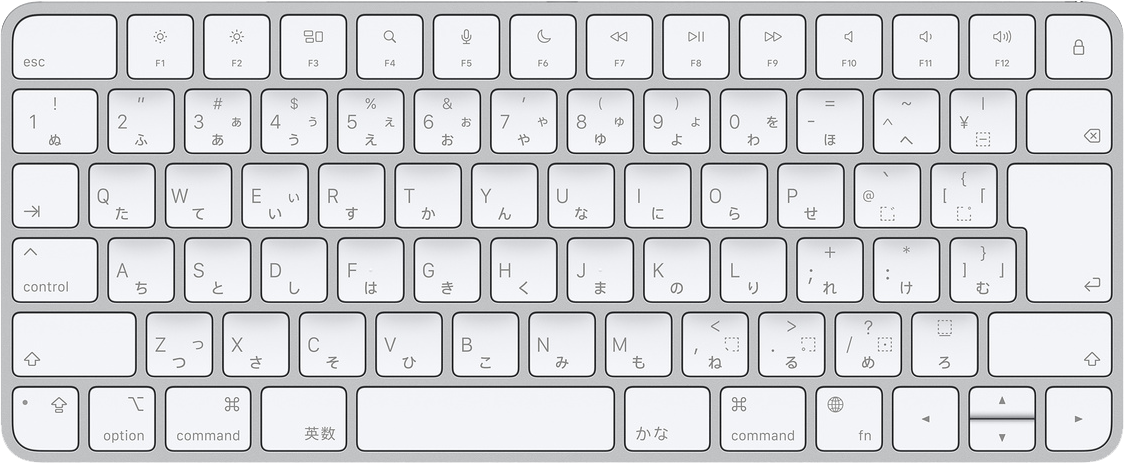 esc F1 F2 F3 F4 F5 F6 F7 F8 F9 F10 F11 F12
! " # あ $ ぅ % ぇ & ぉ ' ゃ ( ゅ ) ょ を = ~ |
1 ぬ 2 ふ 3 あ 4 う 5 え 6 お 7 や 8 ゆ 9 よ 0 わ - ほ ^ へ ¥ ー
Q た W て E ぃ い R す T か Y ん U な I に O ら P せ @ ` ゛ { [ ゜ 「
control A ち S と D し F は G き H く J ま K の L り + ; れ * : け } ] 」 む
Z っ つ X さ C そ V ひ B こ N み M も < , 、 ね > . 。 る ? / ・ め _ ろ
option command 英数 かな command fn